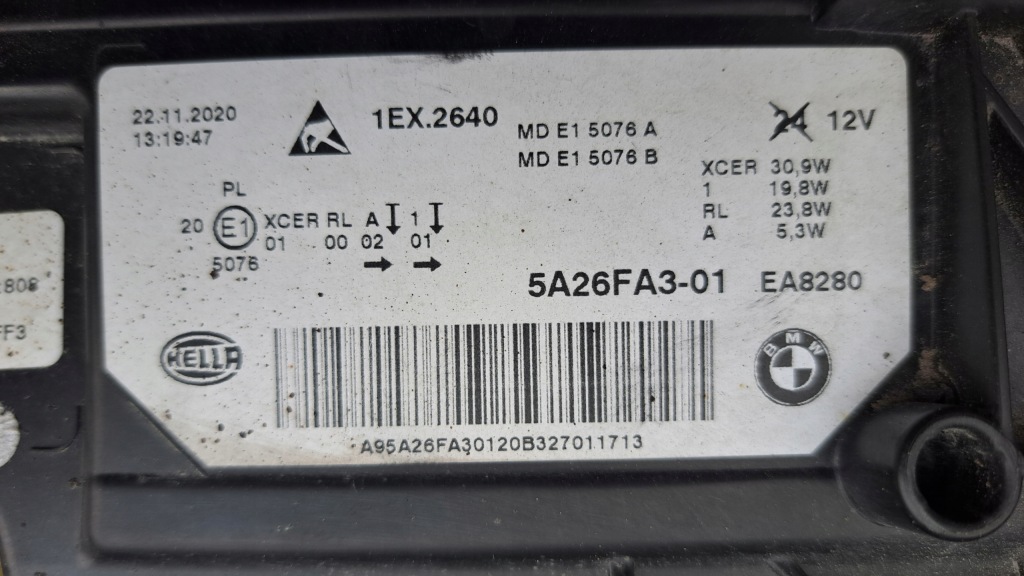 22.11.2020
13:19:47
1EX.2640
MD E1 5076 A
MD E1 5076 B
24 12V
XCER 30,9W
1 19,8W
RL 23,8W
A 5,3W
PL
20 E1 XCER RL A 1
01 00 02 01
5076
5A26FA3-01 EA8280
HELLA
BMW
A95A26FA30120B327011713
808
FF3